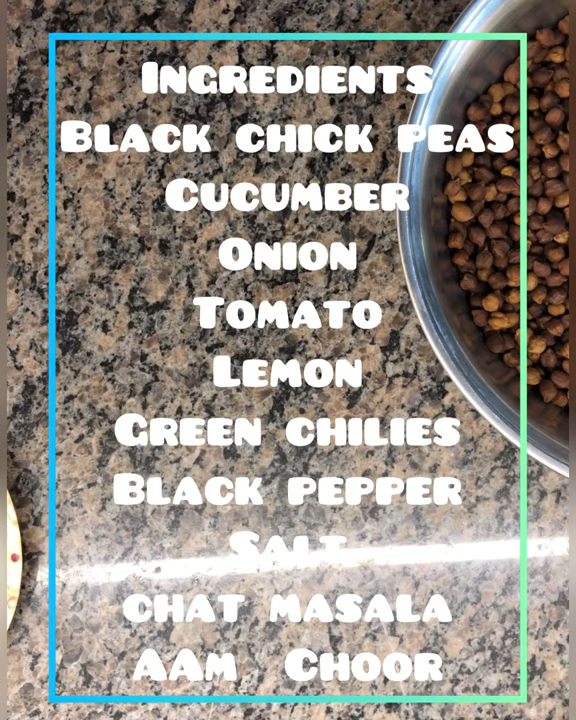 Ingredients
Black chick peas
Cucumber
Onion
Tomato
Lemon
Green chilies
Black pepper
Salt
chat masala
AAm Choor